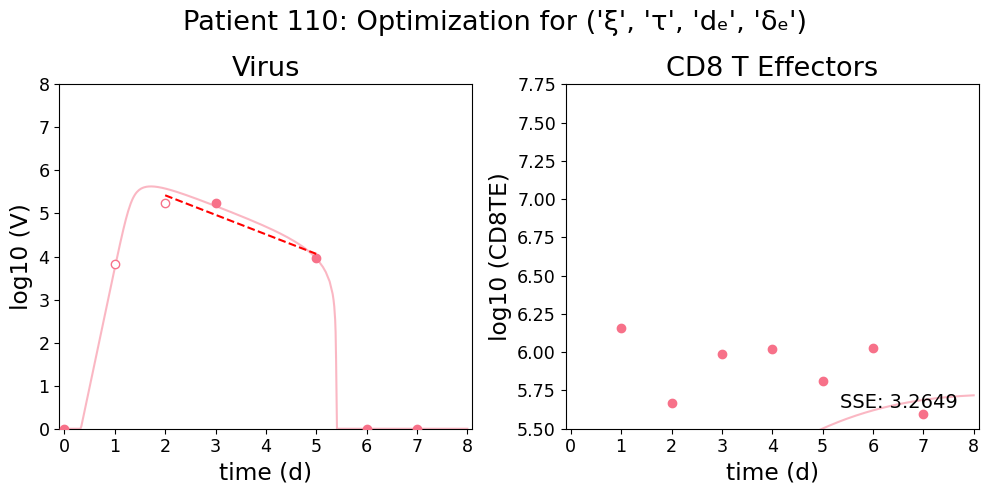 Patient 110: Optimization for ('ξ', 'τ', 'dₑ', 'δₑ')
Virus
CD8 T Effectors
8
7
6
5
4
3
2
1
0
log10 (V)
0 1 2 3 4 5 6 7 8
time (d)
7.75
7.50
7.25
7.00
6.75
6.50
6.25
6.00
5.75
5.50
log10 (CD8TE)
SSE: 3.2649
0 1 2 3 4 5 6 7 8
time (d)